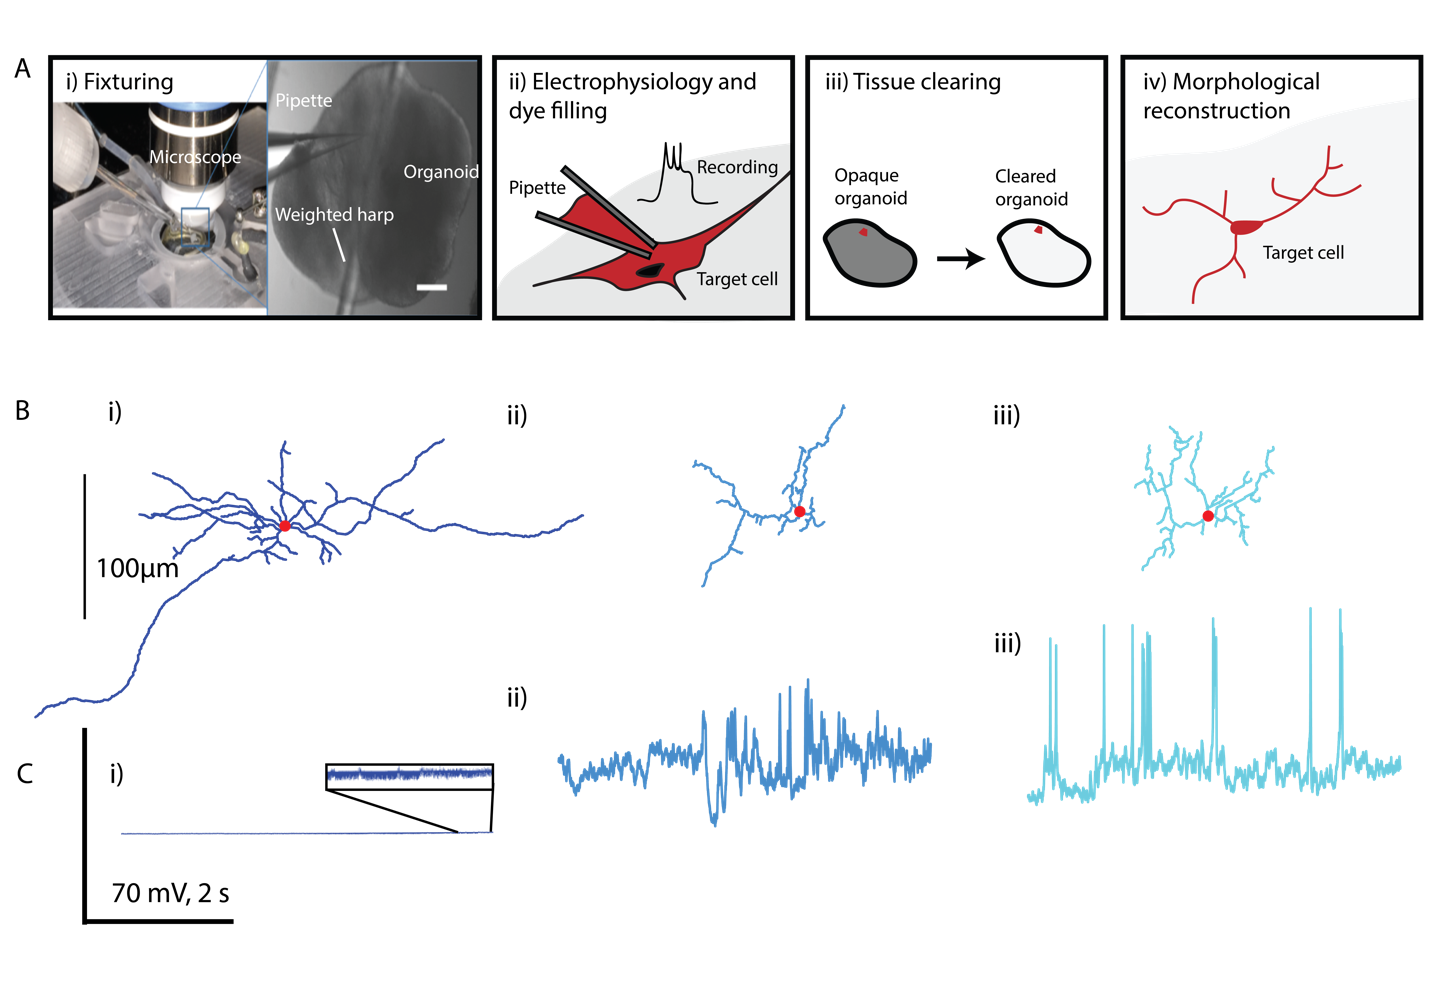 A
i) Fixturing
Pipette
Microscope
Organoid
Weighted harp
ii) Electrophysiology and
dye filling
Recording
Pipette
Target cell
iii) Tissue clearing
Opaque
organoid
Cleared
organoid
iv) Morphological
reconstruction
Target cell
B
i)
ii)
iii)
100µm
C
i)
ii)
iii)
70 mV, 2 s